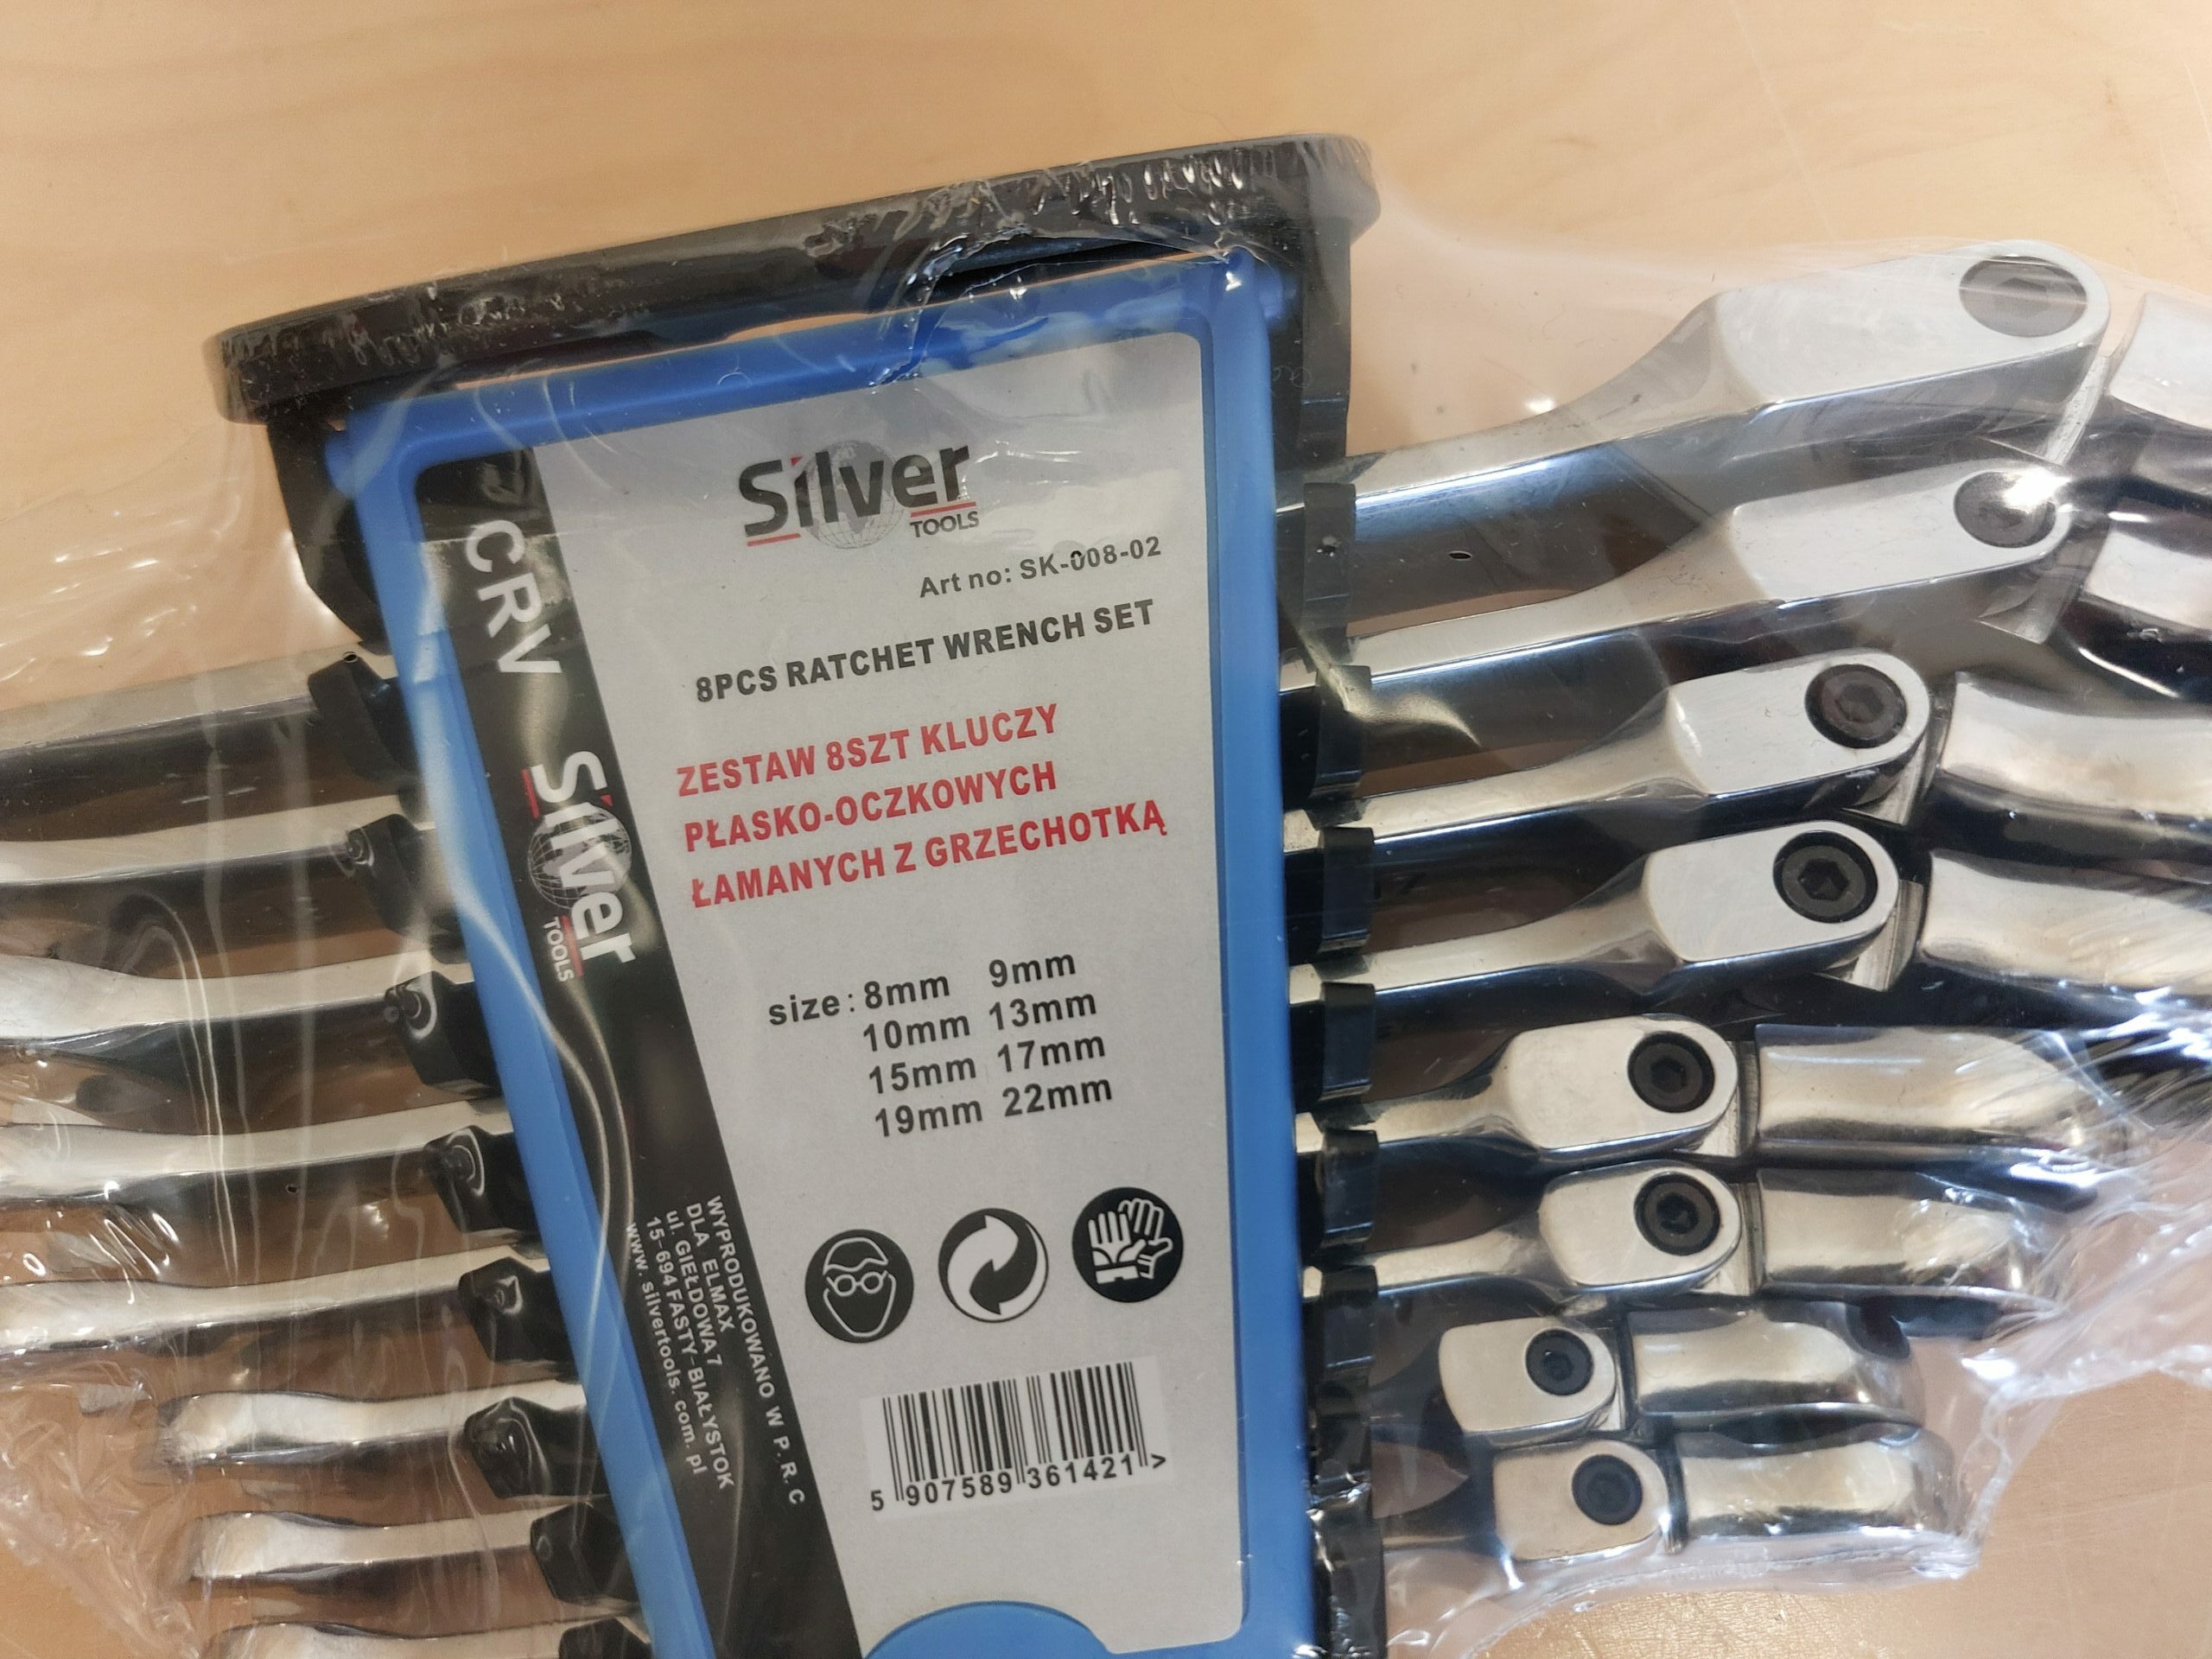 Silver
TOOLS
Art no: SK-008-02
8PCS RATCHET WRENCH SET
ZESTAW 8SZT KLUCZY
PŁASKO-OCZKOWYCH
ŁAMANYCH Z GRZECHOTKĄ
size: 8mm 9mm
10mm 13mm
15mm 17mm
19mm 22mm
5 907589 361421 >
CRV
Silver
TOOLS
WYPRODUKOWANO W P. R. C
DLA ELMAX
ul. GIEŁDOWA 7
15-694 FASTY-BIAŁYSTOK
www. silvertools. com. pl